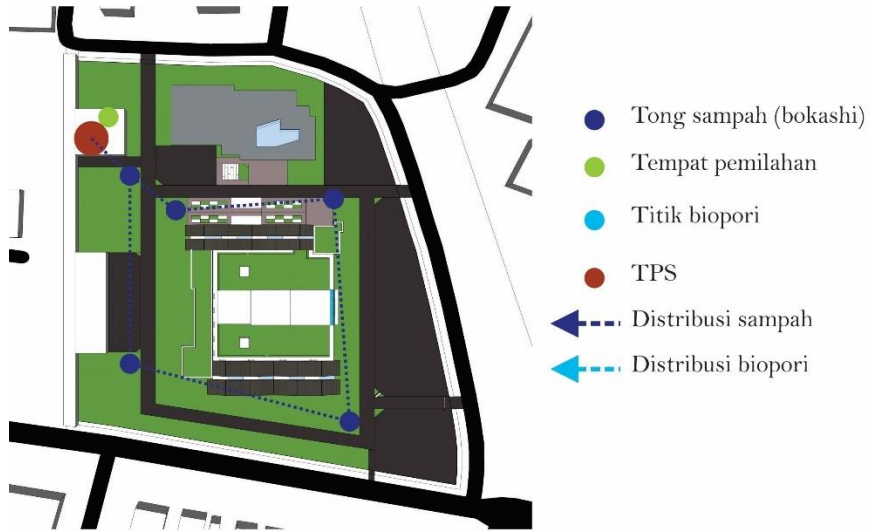 Tong sampah (bokashi)
Tempat pemilahan
Titik biopori
TPS
Distribusi sampah
Distribusi biopori